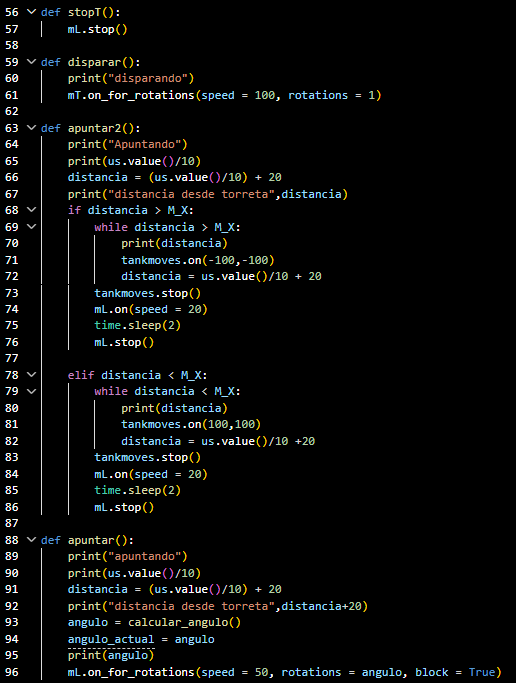 56 def stopT():
57     mL.stop()
58
59 def disparar():
60     print("disparando")
61     mT.on_for_rotations(speed = 100, rotations = 1)
62
63 def apuntar2():
64     print("Apuntando")
65     print(us.value()/10)
66     distancia = (us.value()/10) + 20
67     print("distancia desde torreta",distancia)
68     if distancia > M_X:
69         while distancia > M_X:
70             print(distancia)
71             tankmoves.on(-100,-100)
72             distancia = us.value()/10 + 20
73         tankmoves.stop()
74         mL.on(speed = 20)
75         time.sleep(2)
76         mL.stop()
77
78     elif distancia < M_X:
79         while distancia < M_X:
80             print(distancia)
81             tankmoves.on(100,100)
82             distancia = us.value()/10 +20
83         tankmoves.stop()
84         mL.on(speed = 20)
85         time.sleep(2)
86         mL.stop()
87
88 def apuntar():
89     print("apuntando")
90     print(us.value()/10)
91     distancia = (us.value()/10) + 20
92     print("distancia desde torreta",distancia+20)
93     angulo = calcular_angulo()
94     angulo_actual = angulo
95     print(angulo)
96     mL.on_for_rotations(speed = 50, rotations = angulo, block = True)